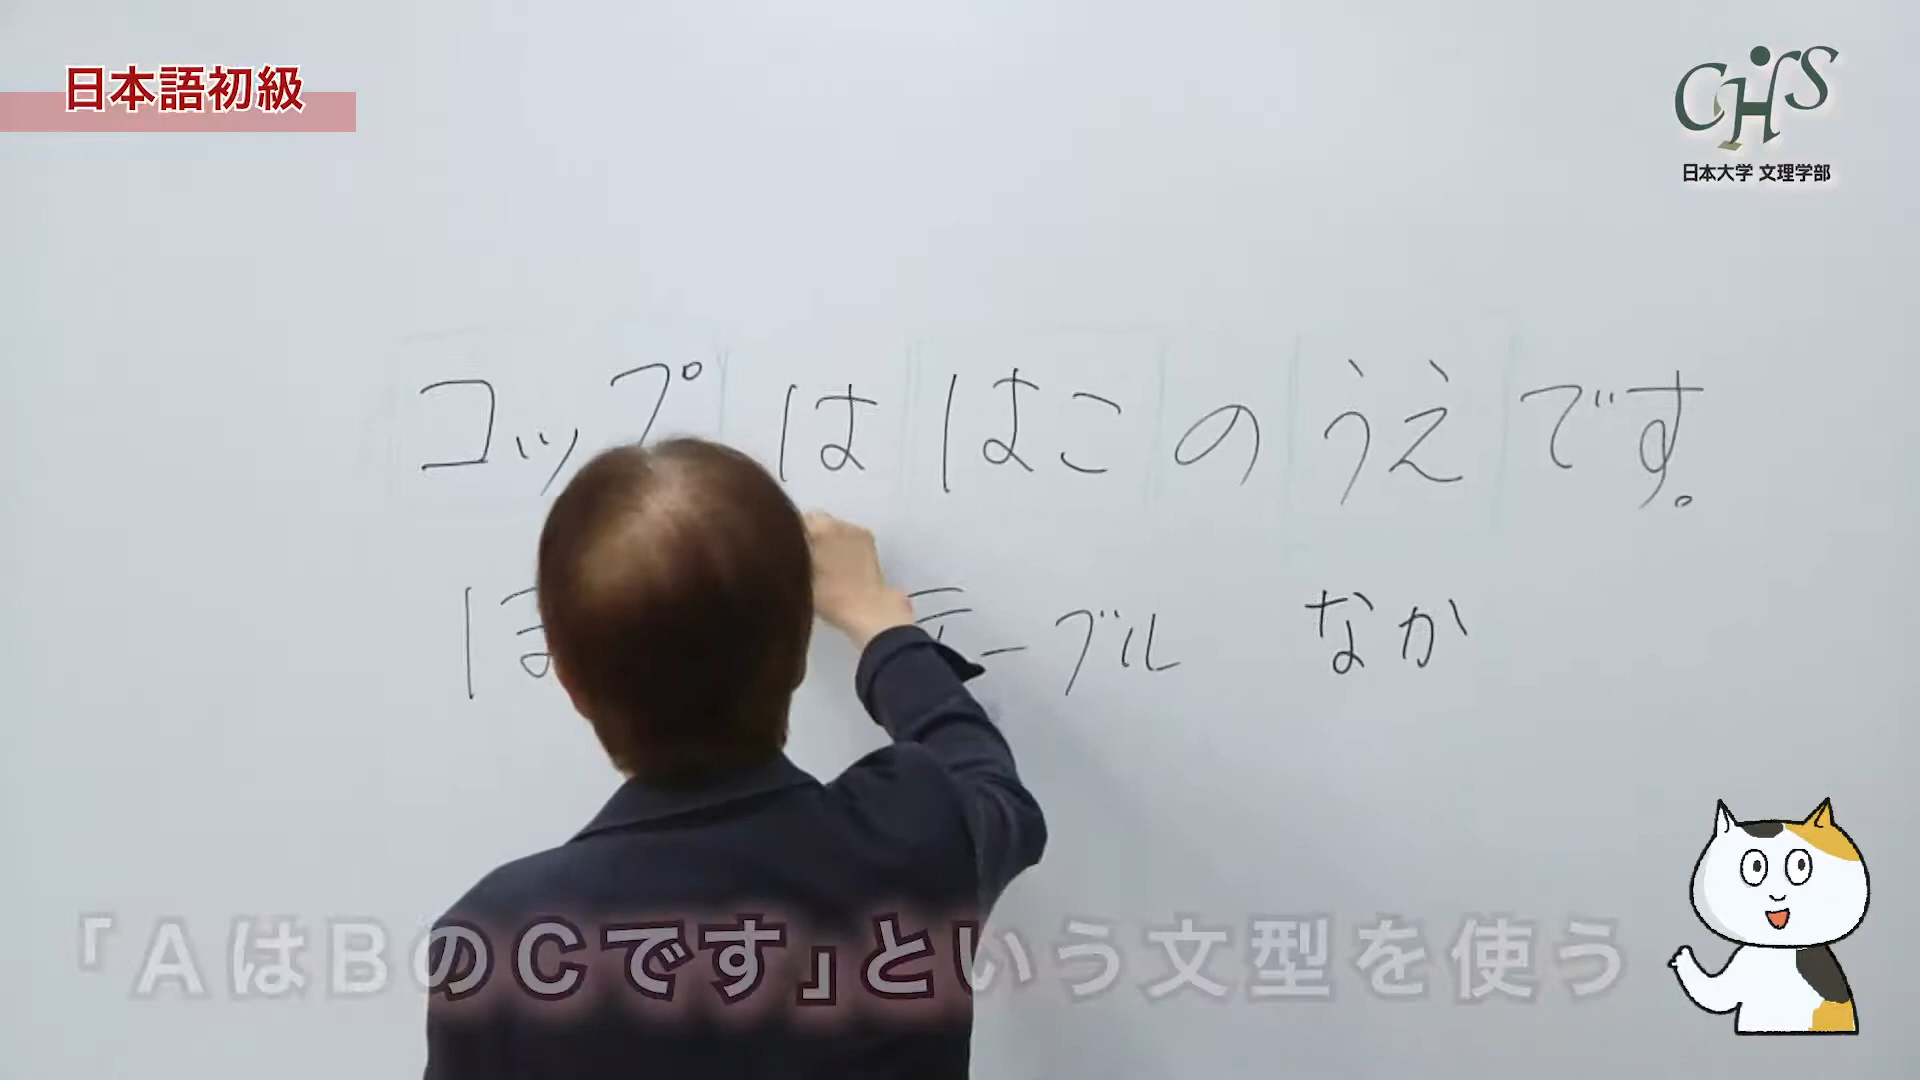 日本語初級
CHS
日本大学 文理学部
コップ は はこ の うえ です。
テーブル なか
「AはBのCです」という文型を使う